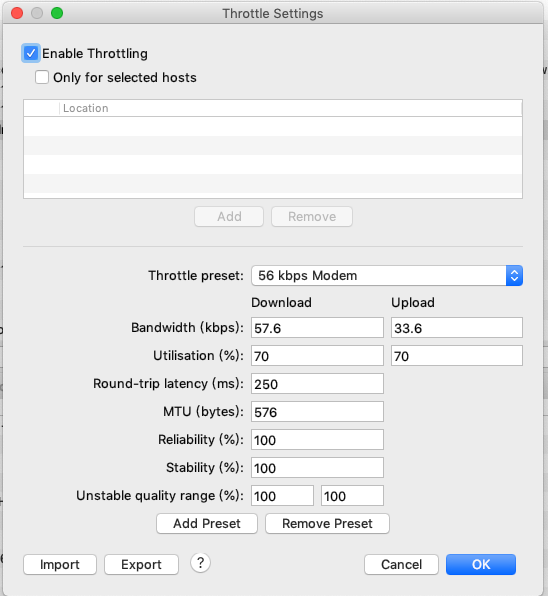 Throttle Settings
Enable Throttling
Only for selected hosts
Location
Add Remove
Throttle preset: 56 kbps Modem
Download Upload
Bandwidth (kbps): 57.6 33.6
Utilisation (%): 70 70
Round-trip latency (ms): 250
MTU (bytes): 576
Reliability (%): 100
Stability (%): 100
Unstable quality range (%): 100 100
Add Preset Remove Preset
Import Export ? Cancel OK